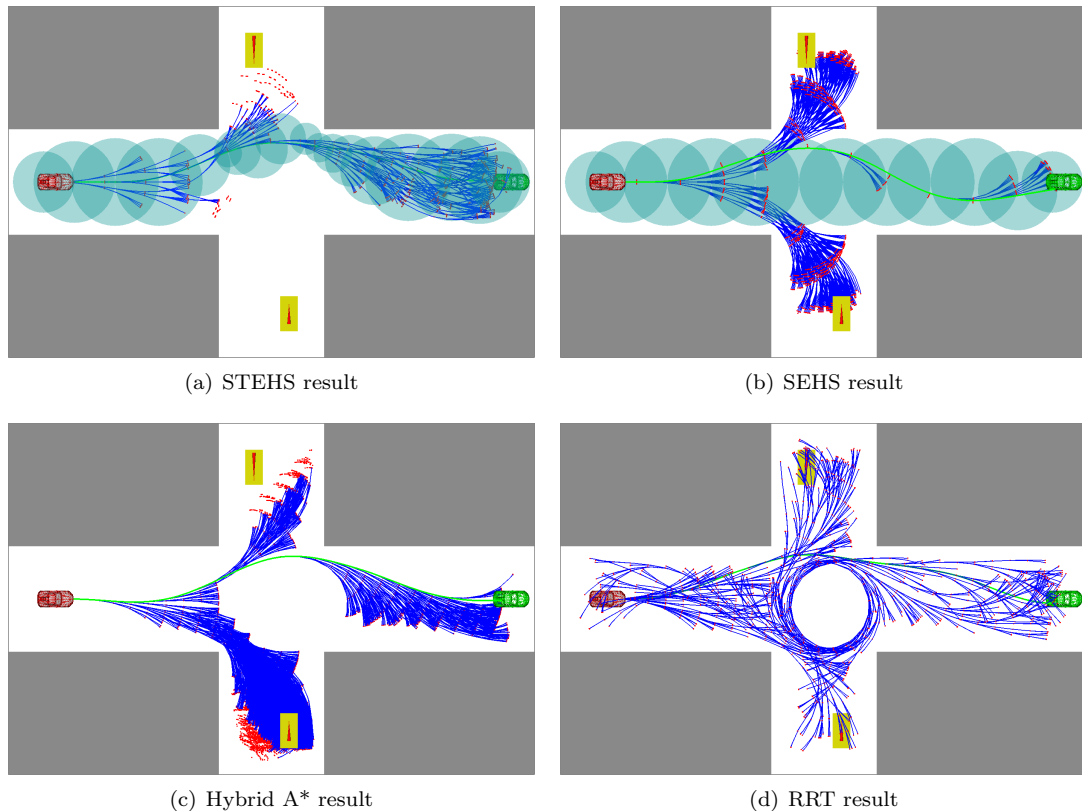 (a) STEHS result
(b) SEHS result
(c) Hybrid A* result
(d) RRT result